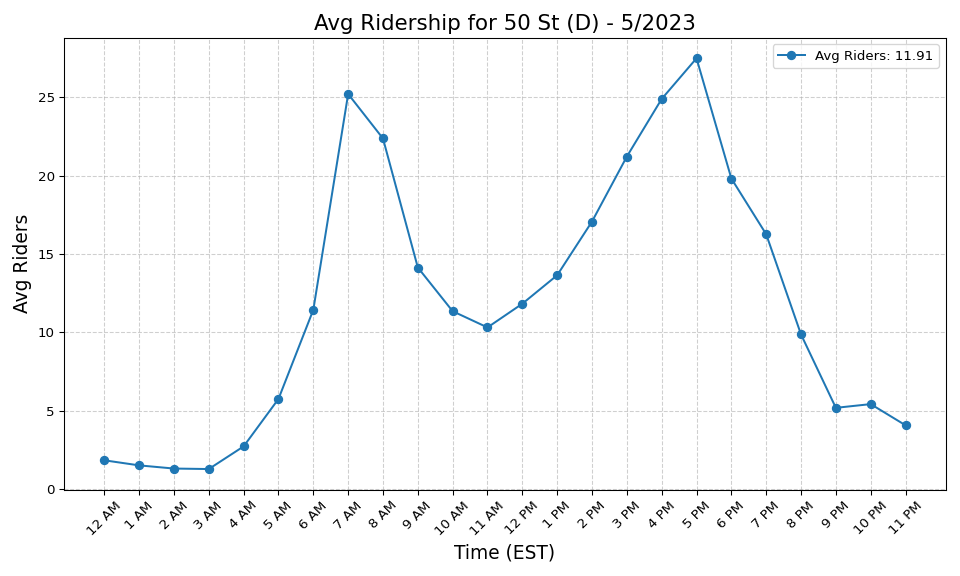 Avg Ridership for 50 St (D) - 5/2023
Avg Riders: 11.91
Avg Riders
25
20
15
10
5
0
12 AM
1 AM
2 AM
3 AM
4 AM
5 AM
6 AM
7 AM
8 AM
9 AM
10 AM
11 AM
12 PM
1 PM
2 PM
3 PM
4 PM
5 PM
6 PM
7 PM
8 PM
9 PM
10 PM
11 PM
Time (EST)